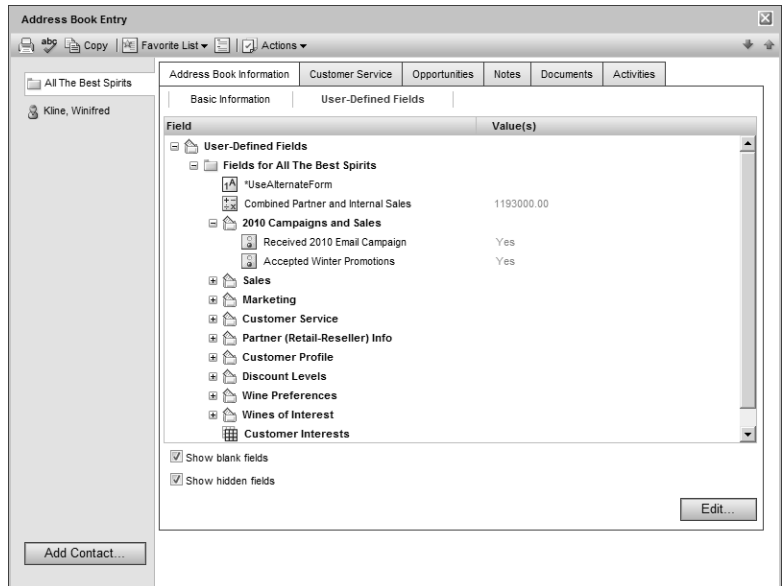 Address Book Entry
abc Copy Favorite List Actions
All The Best Spirits
Kline, Winifred
Address Book Information Customer Service Opportunities Notes Documents Activities
Basic Information User-Defined Fields
Field Value(s)
User-Defined Fields
Fields for All The Best Spirits
1A *UseAlternateForm
Combined Partner and Internal Sales 1193000.00
2010 Campaigns and Sales
Received 2010 Email Campaign Yes
Accepted Winter Promotions Yes
Sales
Marketing
Customer Service
Partner (Retail-Reseller) Info
Customer Profile
Discount Levels
Wine Preferences
Wines of Interest
Customer Interests
Show blank fields
Show hidden fields
Edit...
Add Contact...